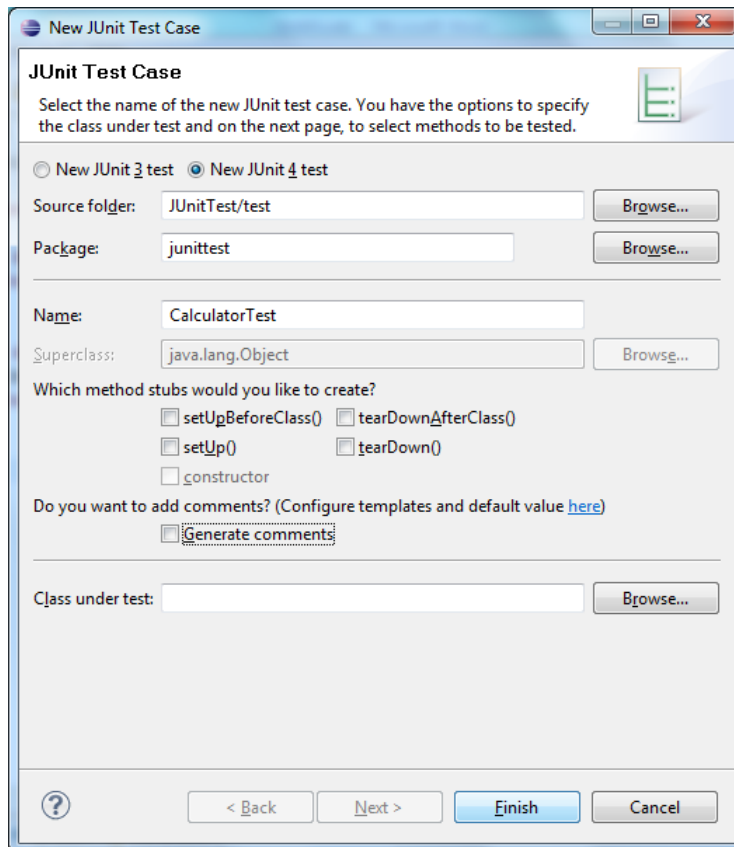 New JUnit Test Case
JUnit Test Case
Select the name of the new JUnit test case. You have the options to specify
the class under test and on the next page, to select methods to be tested.
New JUnit 3 test New JUnit 4 test
Source folder: JUnitTest/test Browse...
Package: junittest Browse...
Name: CalculatorTest
Superclass: java.lang.Object Browse...
Which method stubs would you like to create?
setUpBeforeClass() tearDownAfterClass()
setUp() tearDown()
constructor
Do you want to add comments? (Configure templates and default value here)
Generate comments
Class under test: Browse...
? < Back Next > Finish Cancel